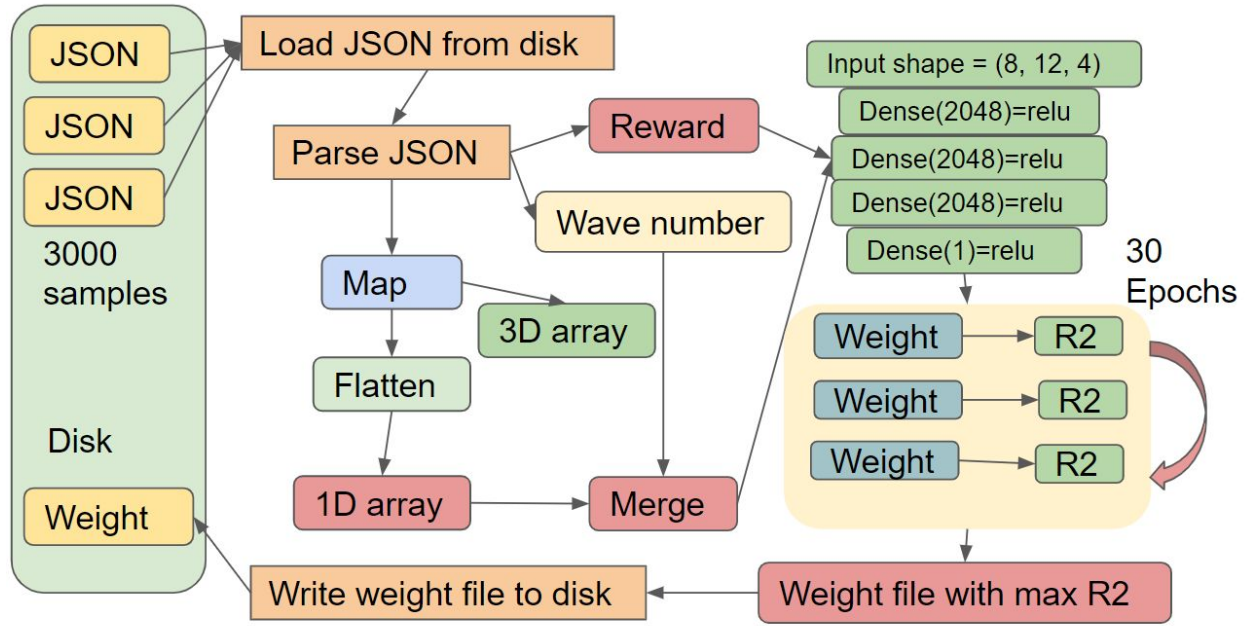 JSON
JSON
JSON
3000
samples
Disk
Weight
Load JSON from disk
Parse JSON
Reward
Wave number
Map
3D array
Flatten
1D array
Merge
Input shape = (8, 12, 4)
Dense(2048)=relu
Dense(2048)=relu
Dense(2048)=relu
Dense(1)=relu
30
Epochs
Weight
R2
Weight
R2
Weight
R2
Weight file with max R2
Write weight file to disk